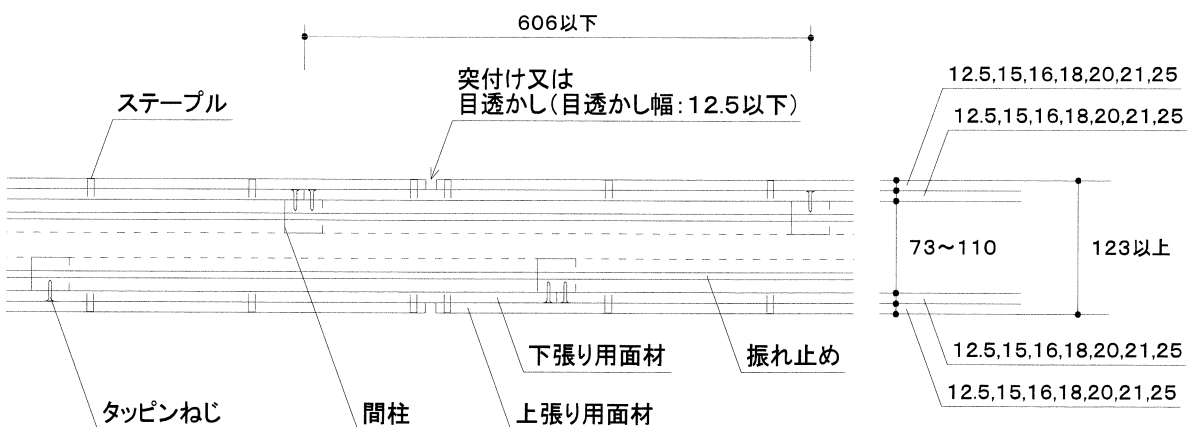 606以下
突付け又は
目透かし(目透かし幅:12.5以下)
ステープル
12.5,15,16,18,20,21,25
12.5,15,16,18,20,21,25
73～110
123以上
下張り用面材
振れ止め
12.5,15,16,18,20,21,25
12.5,15,16,18,20,21,25
タッピンねじ
間柱
上張り用面材